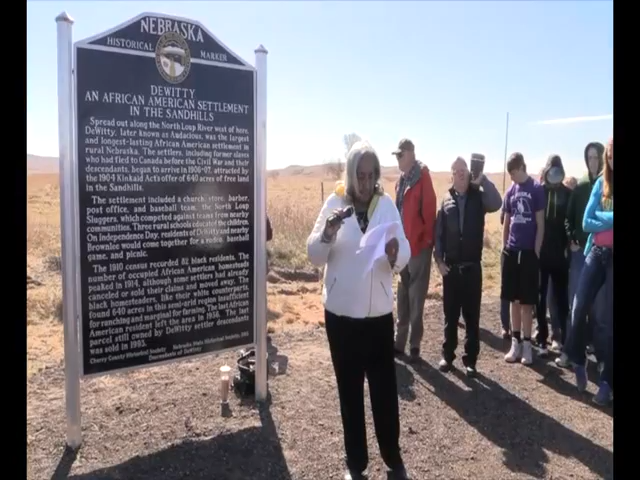 NEBRASKA
HISTORICAL MARKER
DEWITTY
AN AFRICAN AMERICAN SETTLEMENT
IN THE SANDHILLS
Spread out along the North Loup River west of here,
DeWitty, later known as Audacious, was the largest
and longest-lasting African American settlement in
rural Nebraska. The settlers, including former slaves
who had fled to Canada before the Civil War and their
descendants, began to arrive in 1906-07, attracted by
the 1904 Kinkaid Act's offer of 640 acres of free land
in the Sandhills.
The settlement included a church, store, barber,
post office, and baseball team, the North Loup
Sluggers, which competed against teams from nearby
communities. Three rural schools educated the children.
On Independence Day, residents of DeWitty and nearby
Brownlee would come together for a rodeo, baseball
game, and picnic.
The 1910 census recorded 82 black residents. The
number of occupied African American homesteads
peaked in 1914, although some settlers had already
canceled or sold their claims and moved away. The
black homesteaders, like their white counterparts,
found 640 acres in this semi-arid region insufficient
for ranching and marginal for farming. The last African
American resident left the area in 1936. The last
parcel still owned by DeWitty settler descendants
was sold in 1993.
Cherry County Historical Society
Nebraska State Historical Society,
Descendants of DeWitty
NEBRASKA